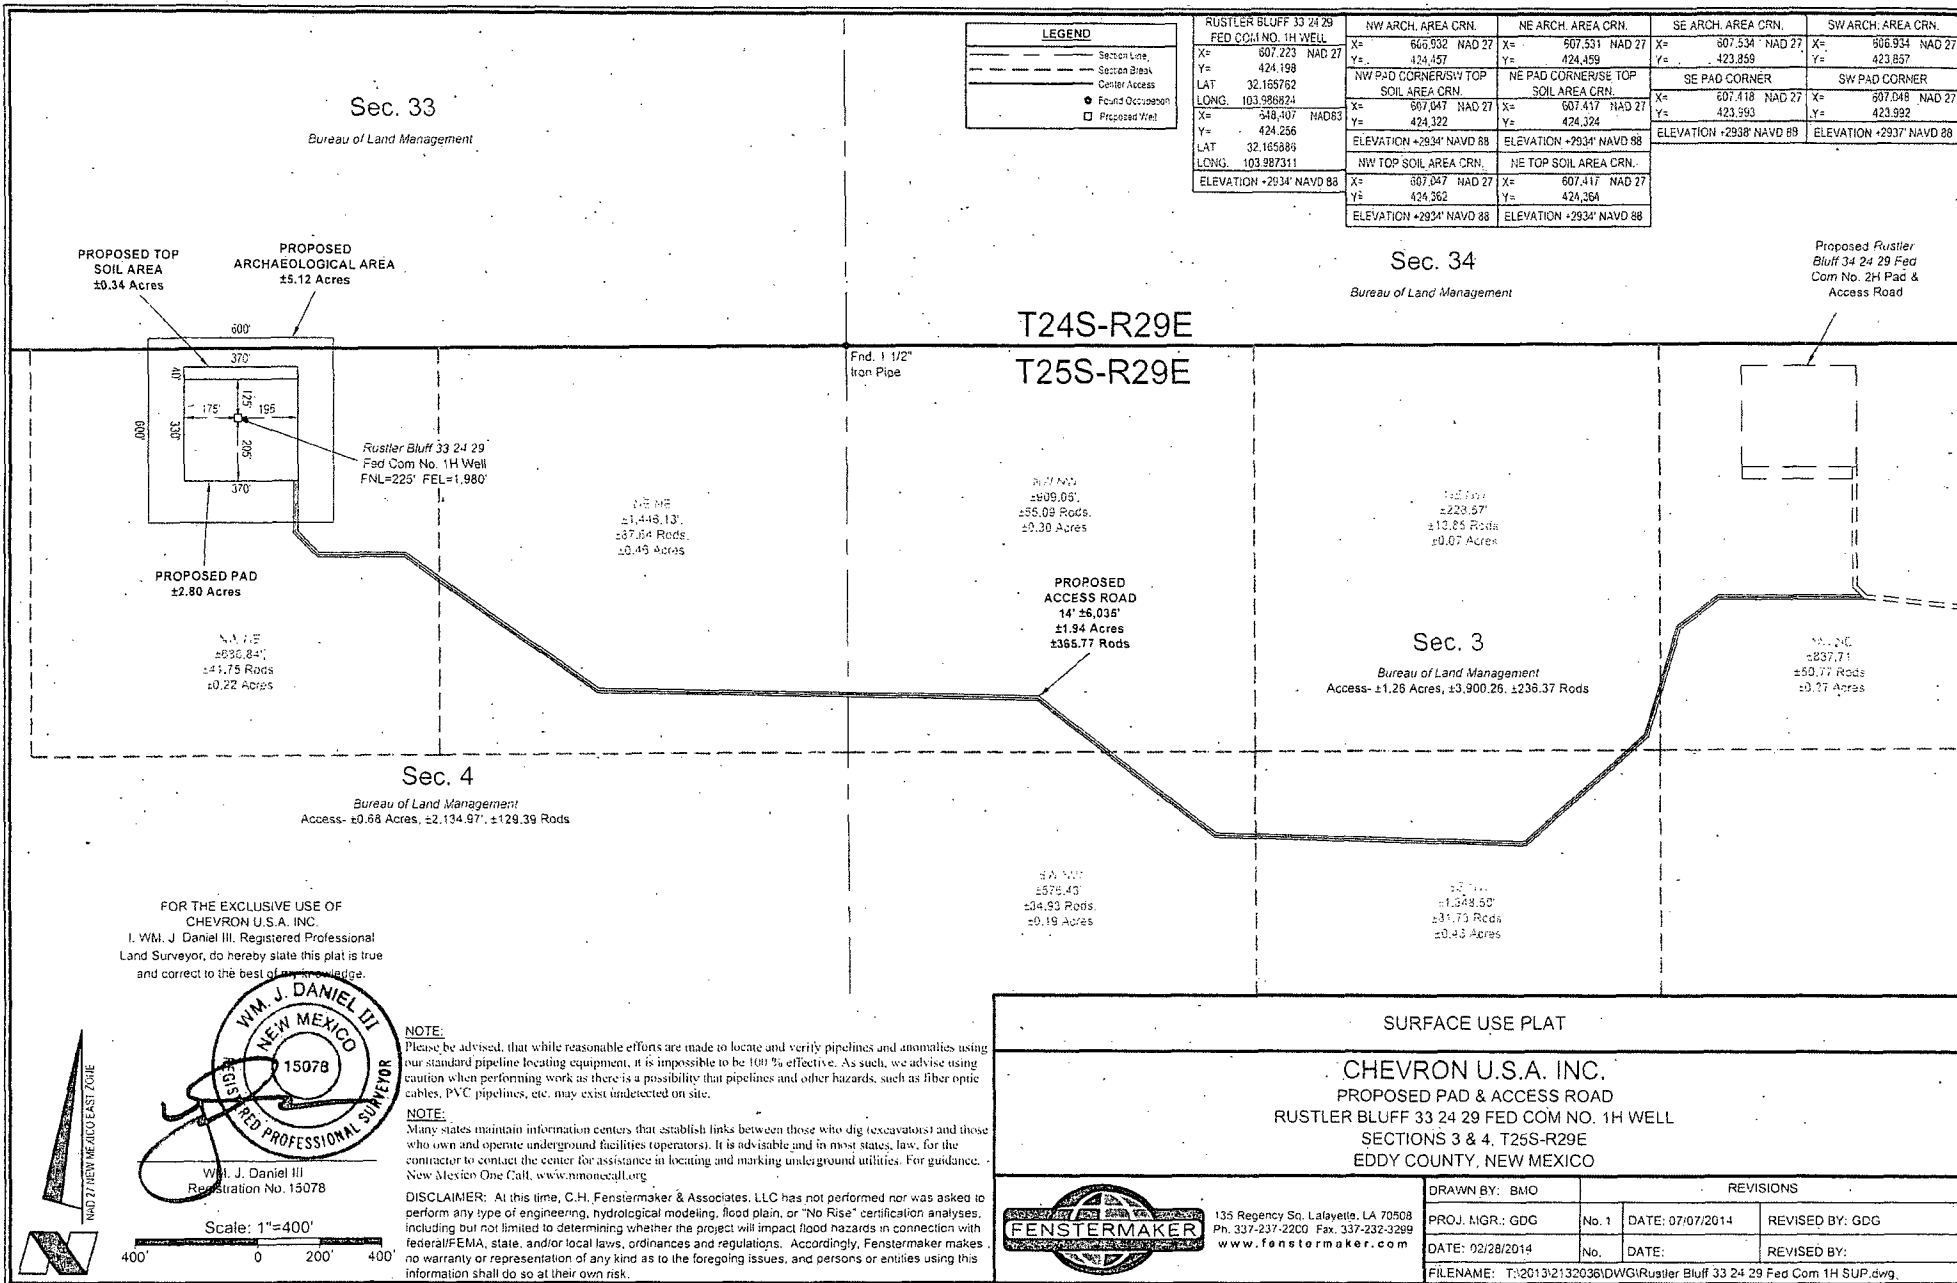 LEGEND
Section Line
Section Break
Center Access
Found Occupation
Proposed Well
RUSTLER BLUFF 33 24 29
FED COM NO. 1H WELL
X= 607,223 NAD 27
Y= 424,198
LAT 32.165762
LONG. 103.986824
X= 648,407 NAD83
Y= 424,256
LAT 32.165886
LONG. 103.987311
ELEVATION +2934' NAVD 88
NW ARCH. AREA CRN.
X= 606,932 NAD 27
Y= 424,457
NW PAD CORNER/SW TOP
SOIL AREA CRN.
X= 607,047 NAD 27
Y= 424,322
ELEVATION +2934' NAVD 88
NW TOP SOIL AREA CRN.
X= 607,047 NAD 27
Y= 424,362
ELEVATION +2934' NAVD 88
NE ARCH. AREA CRN.
X= 607,531 NAD 27
Y= 424,459
NE PAD CORNER/SE TOP
SOIL AREA CRN.
X= 607,417 NAD 27
Y= 424,324
ELEVATION +2934' NAVD 88
NE TOP SOIL AREA CRN.
X= 607,417 NAD 27
Y= 424,364
ELEVATION +2934' NAVD 88
SE ARCH. AREA CRN.
X= 607,534 NAD 27
Y= 423,859
SE PAD CORNER
X= 607,418 NAD 27
Y= 423,993
ELEVATION +2938' NAVD 88
SW ARCH. AREA CRN.
X= 606,934 NAD 27
Y= 423,857
SW PAD CORNER
X= 607,048 NAD 27
Y= 423,992
ELEVATION +2937' NAVD 88
Sec. 33
Bureau of Land Management
Sec. 34
Bureau of Land Management
Proposed Rustler
Bluff 34 24 29 Fed
Com No. 2H Pad &
Access Road
PROPOSED TOP
SOIL AREA
±0.34 Acres
PROPOSED
ARCHAEOLOGICAL AREA
±5.12 Acres
T24S-R29E
T25S-R29E
Fnd. 1 1/2"
Iron Pipe
600'
370'
40'
125'
175'
195
205'
330'
600'
370'
Rustler Bluff 33 24 29
Fed Com No. 1H Well
FNL=225' FEL=1,980'
PROPOSED PAD
±2.80 Acres
±41.75 Rods
±0.22 Acres
NE NE
±1,446.13',
±87.64 Rods.
±0.46 Acres
NW NW
±909.06',
±55.09 Rods.
±0.30 Acres
±228.57'
±13.85 Rods
±0.07 Acres
PROPOSED
ACCESS ROAD
14' ±6,035'
±1.94 Acres
±365.77 Rods
Sec. 3
Bureau of Land Management
Access- ±1.26 Acres, ±3,900.26, ±236.37 Rods
±837.71
±50.77 Rods
±0.27 Acres
Sec. 4
Bureau of Land Management
Access- ±0.68 Acres, ±2,134.97', ±129.39 Rods
±576.43'
±34.93 Rods.
±0.19 Acres
±1,348.50'
±81.73 Rods
±0.43 Acres
FOR THE EXCLUSIVE USE OF
CHEVRON U.S.A. INC.
I, WM. J Daniel III, Registered Professional
Land Surveyor, do hereby state this plat is true
and correct to the best of my knowledge.
WM. J. DANIEL III
NEW MEXICO
15078
REGISTERED PROFESSIONAL SURVEYOR
WM. J. Daniel III
Registration No. 15078
NAD 27 NEW MEXICO EAST ZONE
Scale: 1"=400'
400' 0 200' 400'
NOTE:
Please be advised, that while reasonable efforts are made to locate and verify pipelines and anomalies using
our standard pipeline locating equipment, it is impossible to be 100 % effective. As such, we advise using
caution when performing work as there is a possibility that pipelines and other hazards, such as fiber optic
cables, PVC pipelines, etc. may exist undetected on site.
NOTE:
Many states maintain information centers that establish links between those who dig (excavators) and those
who own and operate underground facilities (operators). It is advisable and in most states, law, for the
contractor to contact the center for assistance in locating and marking underground utilities. For guidance,
New Mexico One Call, www.nmonecall.org
DISCLAIMER: At this time, C.H. Fenstermaker & Associates, LLC has not performed nor was asked to
perform any type of engineering, hydrological modeling, flood plain, or "No Rise" certification analyses,
including but not limited to determining whether the project will impact flood hazards in connection with
federal/FEMA, state, and/or local laws, ordinances and regulations. Accordingly, Fenstermaker makes
no warranty or representation of any kind as to the foregoing issues, and persons or entities using this
information shall do so at their own risk.
SURFACE USE PLAT
CHEVRON U.S.A. INC.
PROPOSED PAD & ACCESS ROAD
RUSTLER BLUFF 33 24 29 FED COM NO. 1H WELL
SECTIONS 3 & 4, T25S-R29E
EDDY COUNTY, NEW MEXICO
FENSTERMAKER
135 Regency Sq. Lafayette, LA 70508
Ph. 337-237-2200 Fax. 337-232-3299
www.fenstermaker.com
DRAWN BY: BMO
REVISIONS
PROJ. MGR.: GDG
No. 1
DATE: 07/07/2014
REVISED BY: GDG
DATE: 02/28/2014
No.
DATE:
REVISED BY:
FILENAME: T:\2013\2132036\DWG\Rustler Bluff 33 24 29 Fed Com 1H SUP.dwg